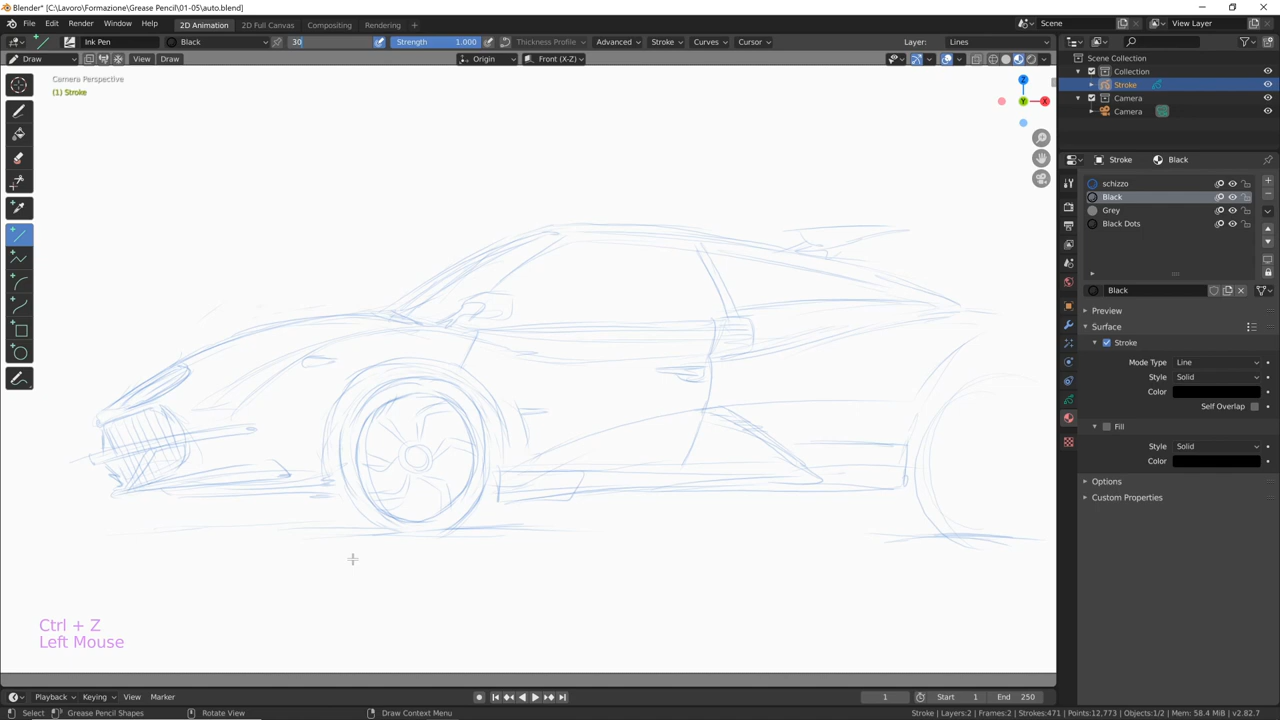 Blender* [C:\Lavoro\Formazione\Grease Pencil\01-05\auto.blend]
File Edit Render Window Help 2D Animation 2D Full Canvas Compositing Rendering Scene View Layer
Ink Pen Black 30 Strength 1.000 Thickness Profile Advanced Stroke Curves Cursor Layer: Lines
Draw View Draw Origin Front (X-Z)
Camera Perspective
(1) Stroke
Z
Y X
Ctrl + Z
Left Mouse
Scene Collection
Collection
Stroke
Camera
Camera
Stroke Black
schizzo
Black
Grey
Black Dots
Black
Preview
Surface
Stroke
Mode Type Line
Style Solid
Color
Self Overlap
Fill
Style Solid
Color
Options
Custom Properties
Playback Keying View Marker 1 Start 1 End 250
Select Grease Pencil Shapes Rotate View Draw Context Menu Stroke | Layers:2 | Frames:2 | Strokes:471 | Points:12,773 | Objects:1/2 | Mem: 58.4 MiB | v2.82.7